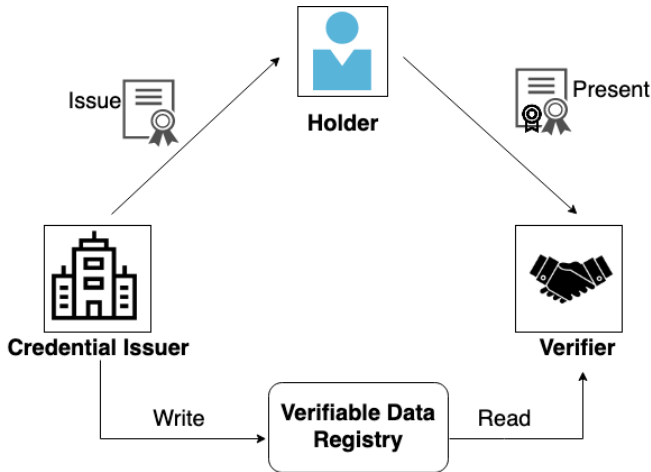 Issue
Present
Holder
Credential Issuer
Verifier
Write
Verifiable Data
Registry
Read